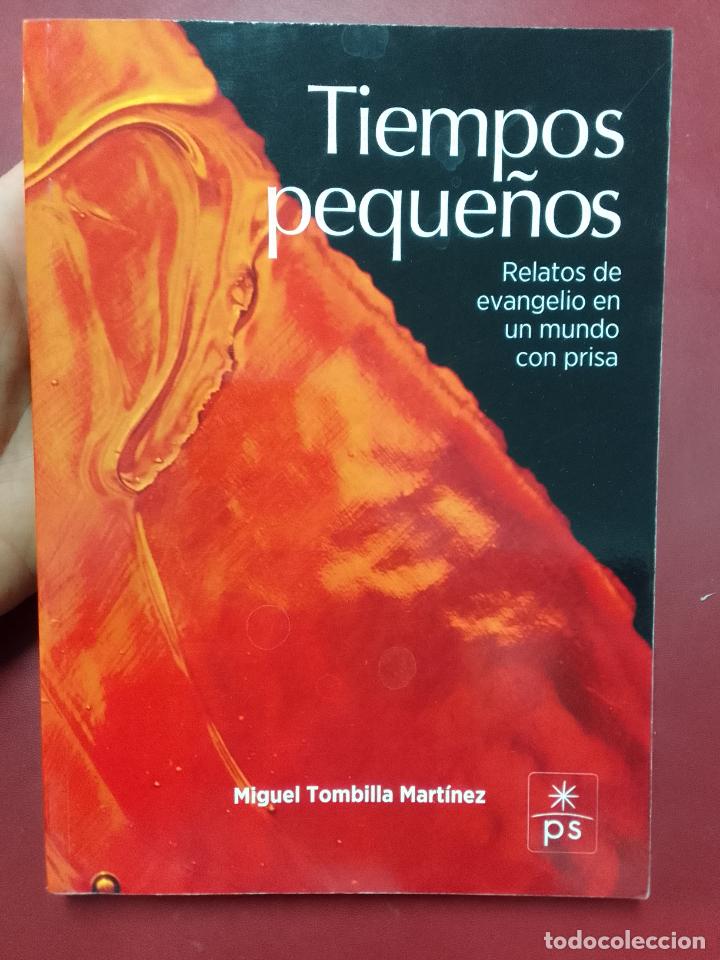 Tiempos
pequeños
Relatos de
evangelio en
un mundo
con prisa
Miguel Tombilla Martínez
ps
todocoleccion